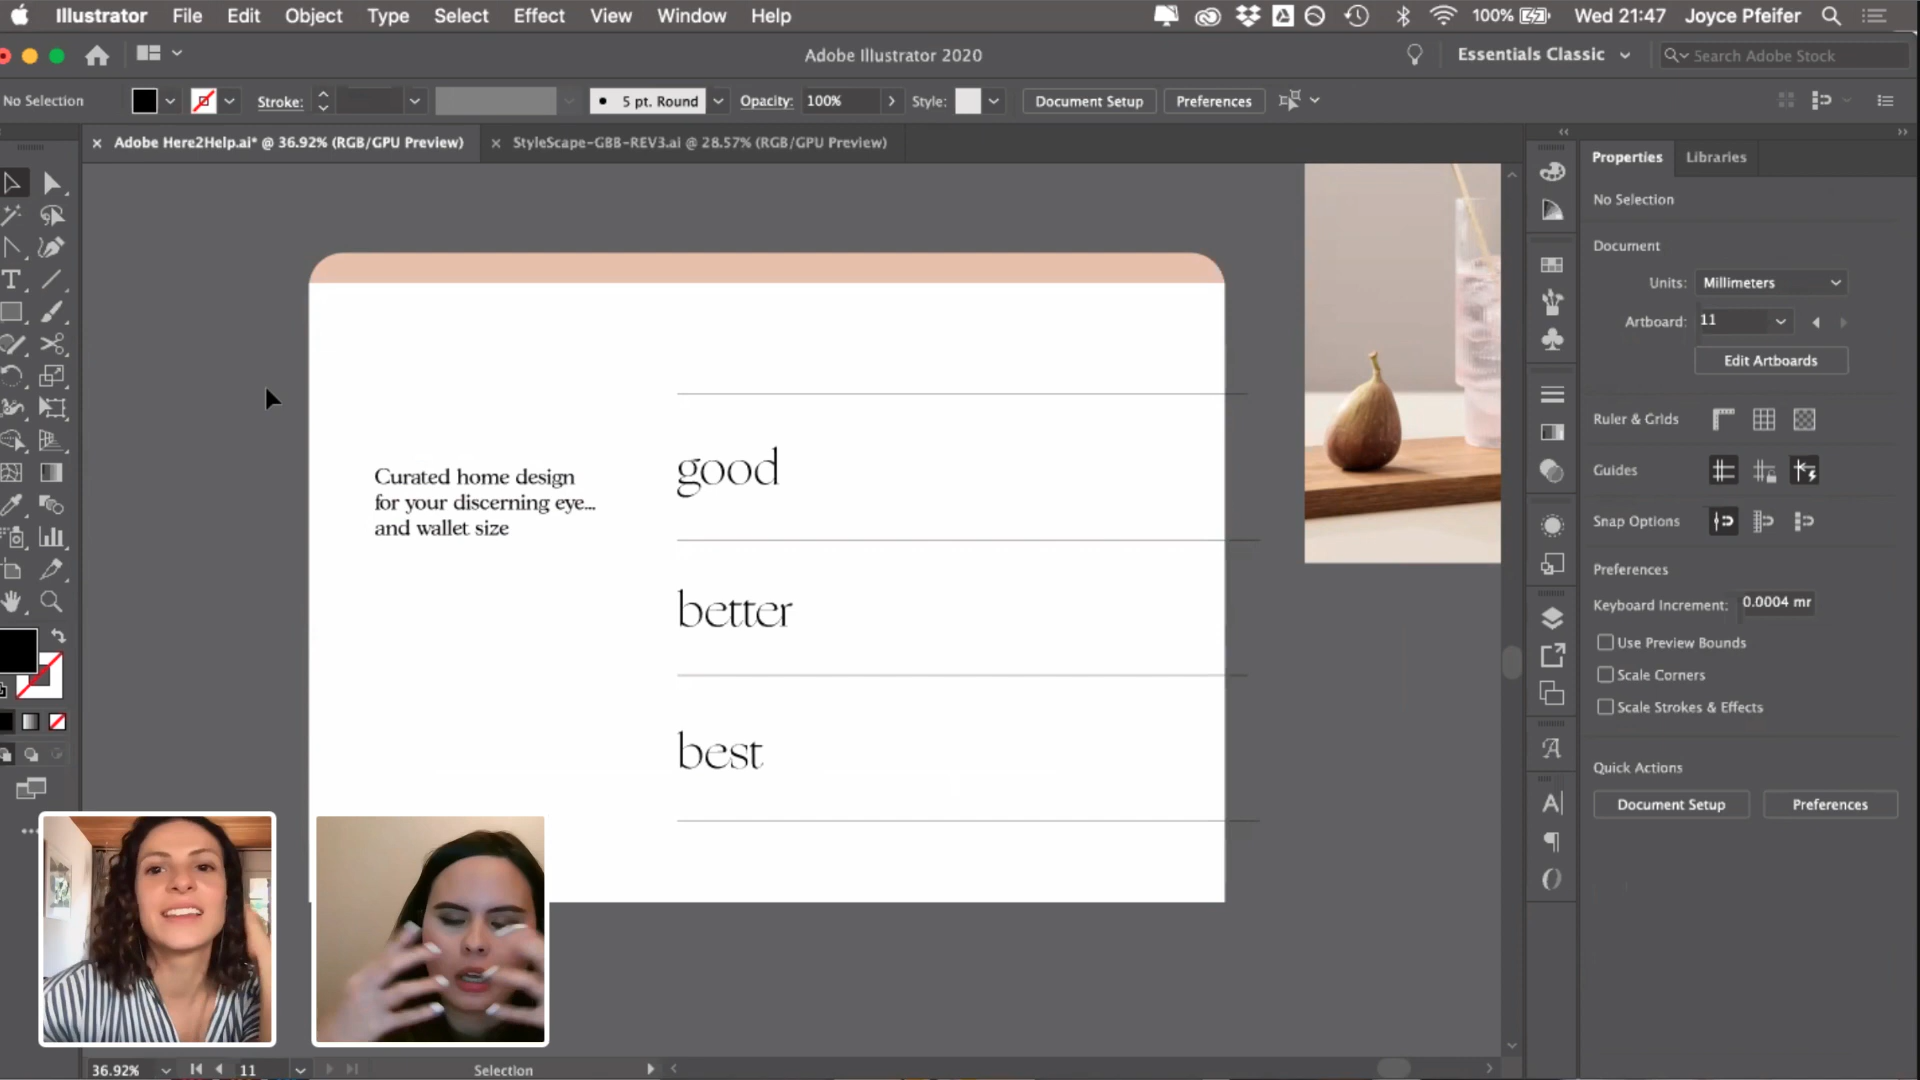 Illustrator File Edit Object Type Select Effect View Window Help 100% Wed 21:47 Joyce Pfeifer
Adobe Illustrator 2020
Essentials Classic
Search Adobe Stock
No Selection
Stroke:
5 pt. Round
Opacity: 100%
Style:
Document Setup
Preferences
Adobe Here2Help.ai* @ 36.92% (RGB/GPU Preview)
StyleScape-GBB-REV3.ai @ 28.57% (RGB/GPU Preview)
Curated home design
for your discerning eye...
and wallet size
good
better
best
Properties Libraries
No Selection
Document
Units: Millimeters
Artboard: 11
Edit Artboards
Ruler & Grids
Guides
Snap Options
Preferences
Keyboard Increment: 0.0004 mr
Use Preview Bounds
Scale Corners
Scale Strokes & Effects
Quick Actions
Document Setup Preferences
36.92% 11 Selection